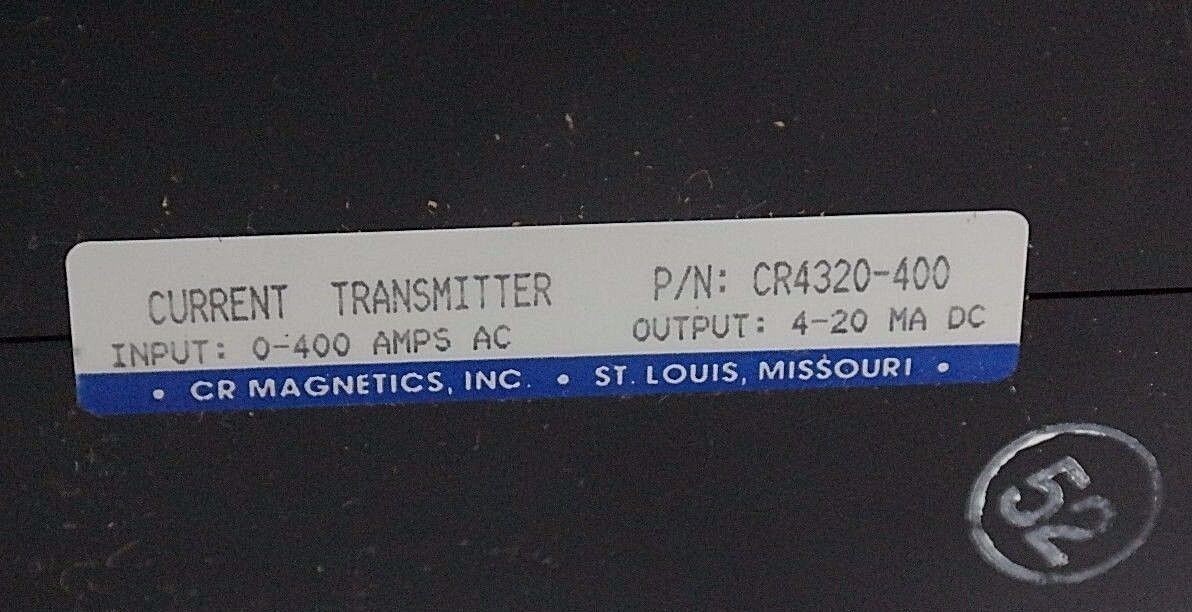 CURRENT TRANSMITTER P/N: CR4320-400
INPUT: 0-400 AMPS AC OUTPUT: 4-20 MA DC
• CR MAGNETICS, INC. • ST. LOUIS, MISSOURI •
52